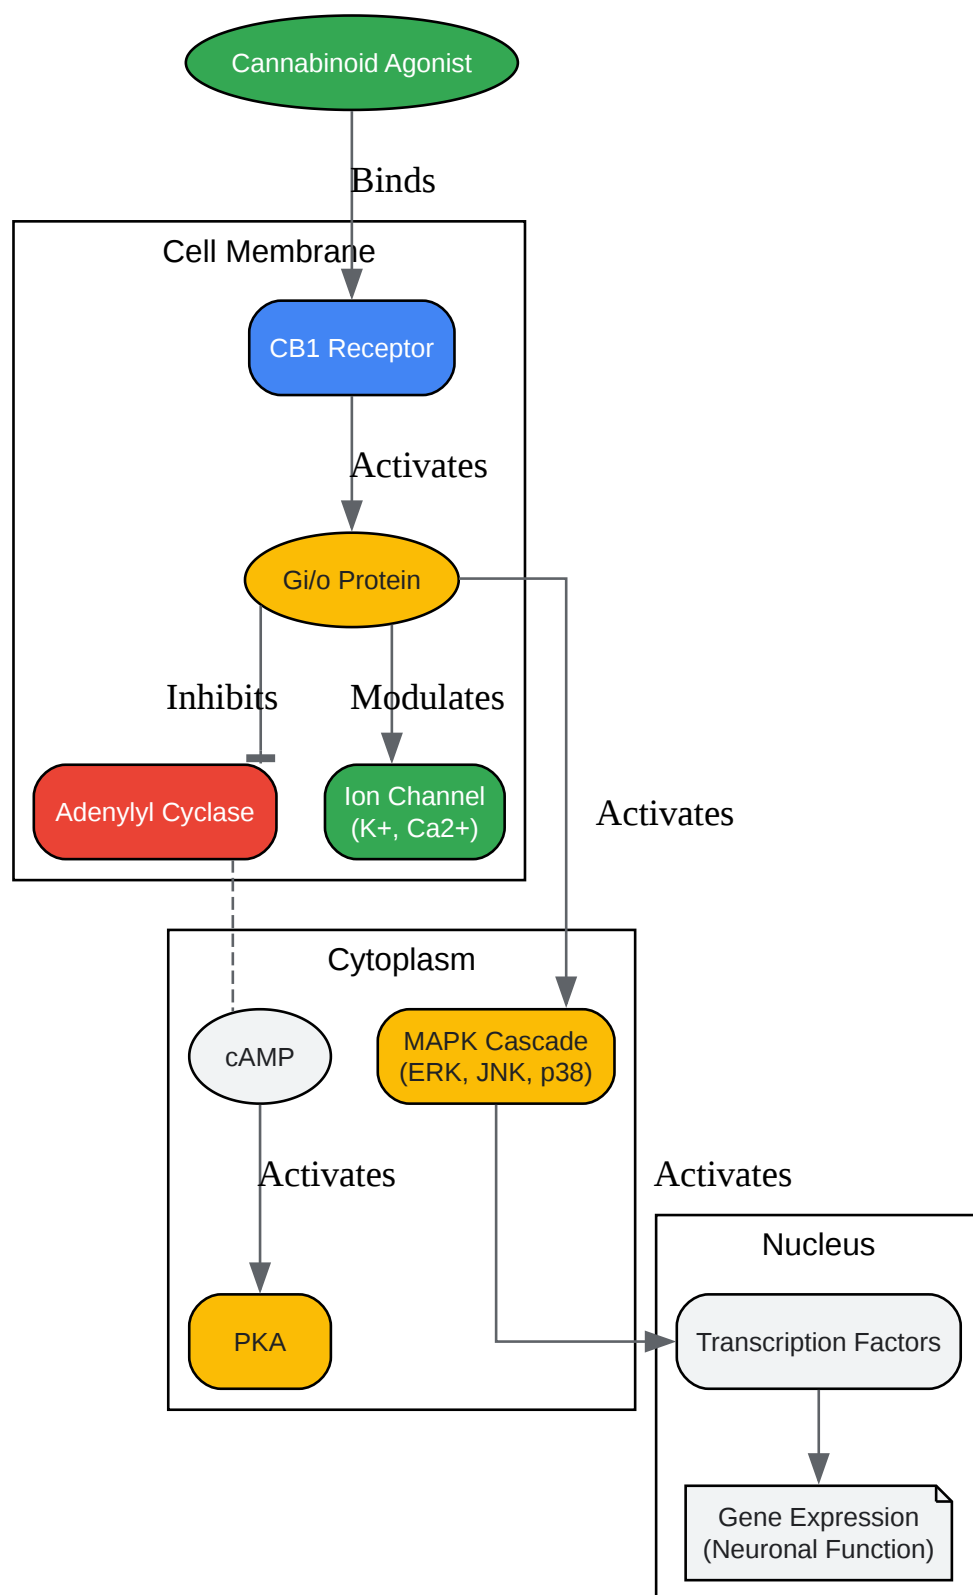 Cannabinoid Agonist
Binds
Cell Membrane
CB1 Receptor
Activates
Gi/o Protein
Inhibits
Modulates
Adenylyl Cyclase
Ion Channel
(K+, Ca2+)
Activates
Cytoplasm
cAMP
MAPK Cascade
(ERK, JNK, p38)
Activates
Activates
Nucleus
PKA
Transcription Factors
Gene Expression
(Neuronal Function)